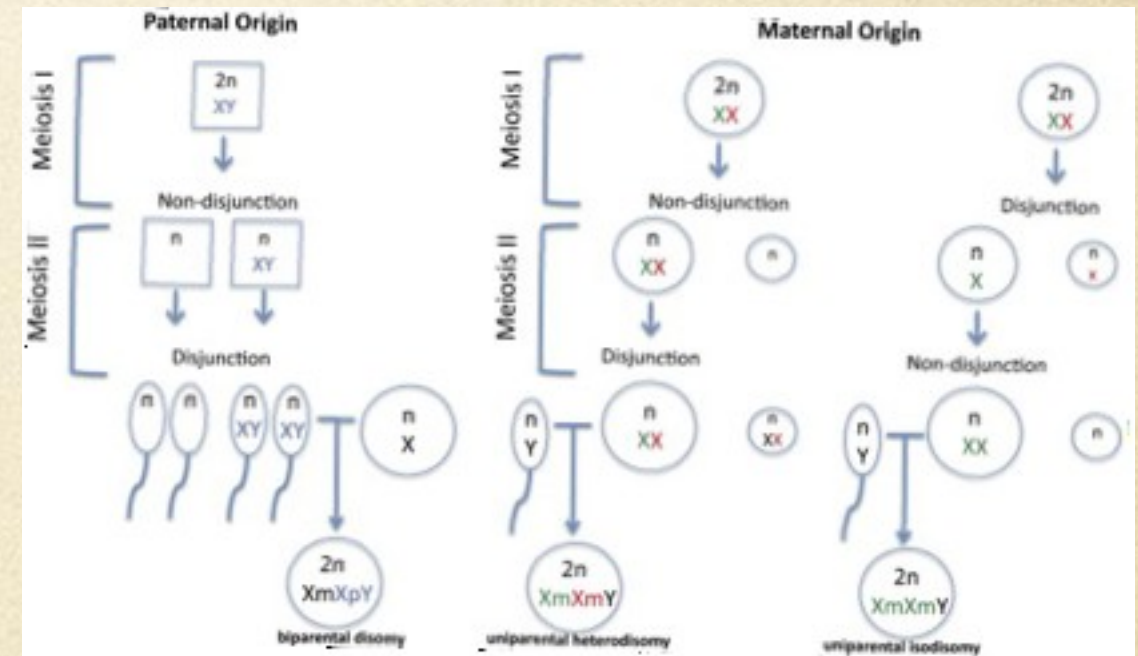 Paternal Origin
Meiosis I
2n
XY
Non-disjunction
Meiosis II
n
n
XY
Disjunction
n
n
n
XY
n
XY
n
X
2n
XmXpY
biparental disomy
Maternal Origin
Meiosis I
2n
XX
Non-disjunction
Meiosis II
n
XX
n
Disjunction
n
Y
n
XX
n
XX
2n
XmXmY
uniparental heterodisomy
2n
XX
Disjunction
n
X
n
x
Non-disjunction
n
Y
n
XX
n
2n
XmXmY
uniparental isodisomy